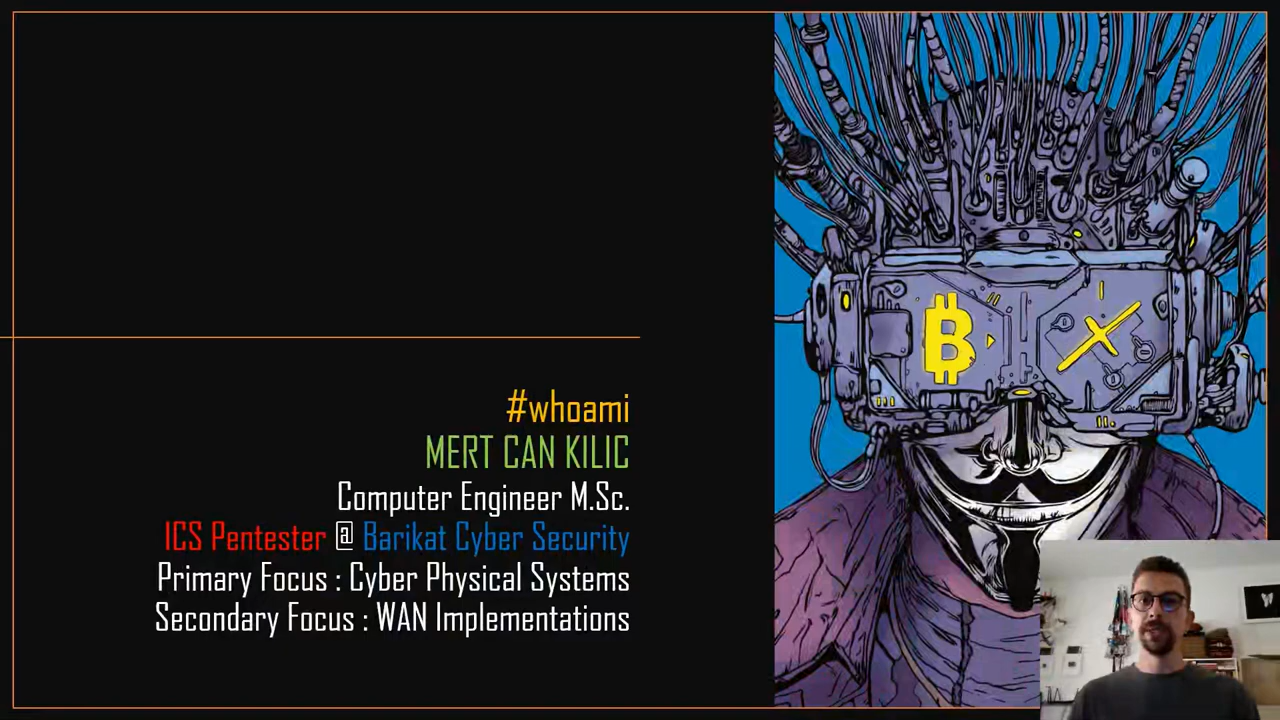 #whoami
MERT CAN KILIC
Computer Engineer M.Sc.
ICS Pentester @ Barikat Cyber Security
Primary Focus : Cyber Physical Systems
Secondary Focus : WAN Implementations